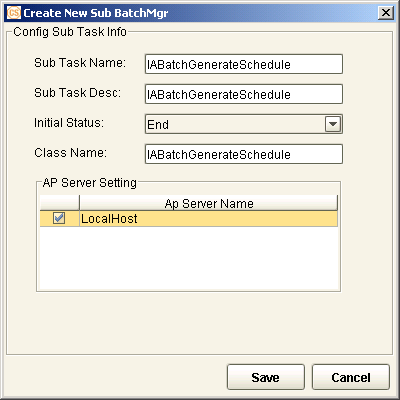 CS Create New Sub BatchMgr
Config Sub Task Info
Sub Task Name: IABatchGenerateSchedule
Sub Task Desc: IABatchGenerateSchedule
Initial Status: End
Class Name: IABatchGenerateSchedule
AP Server Setting
Ap Server Name
LocalHost
Save Cancel